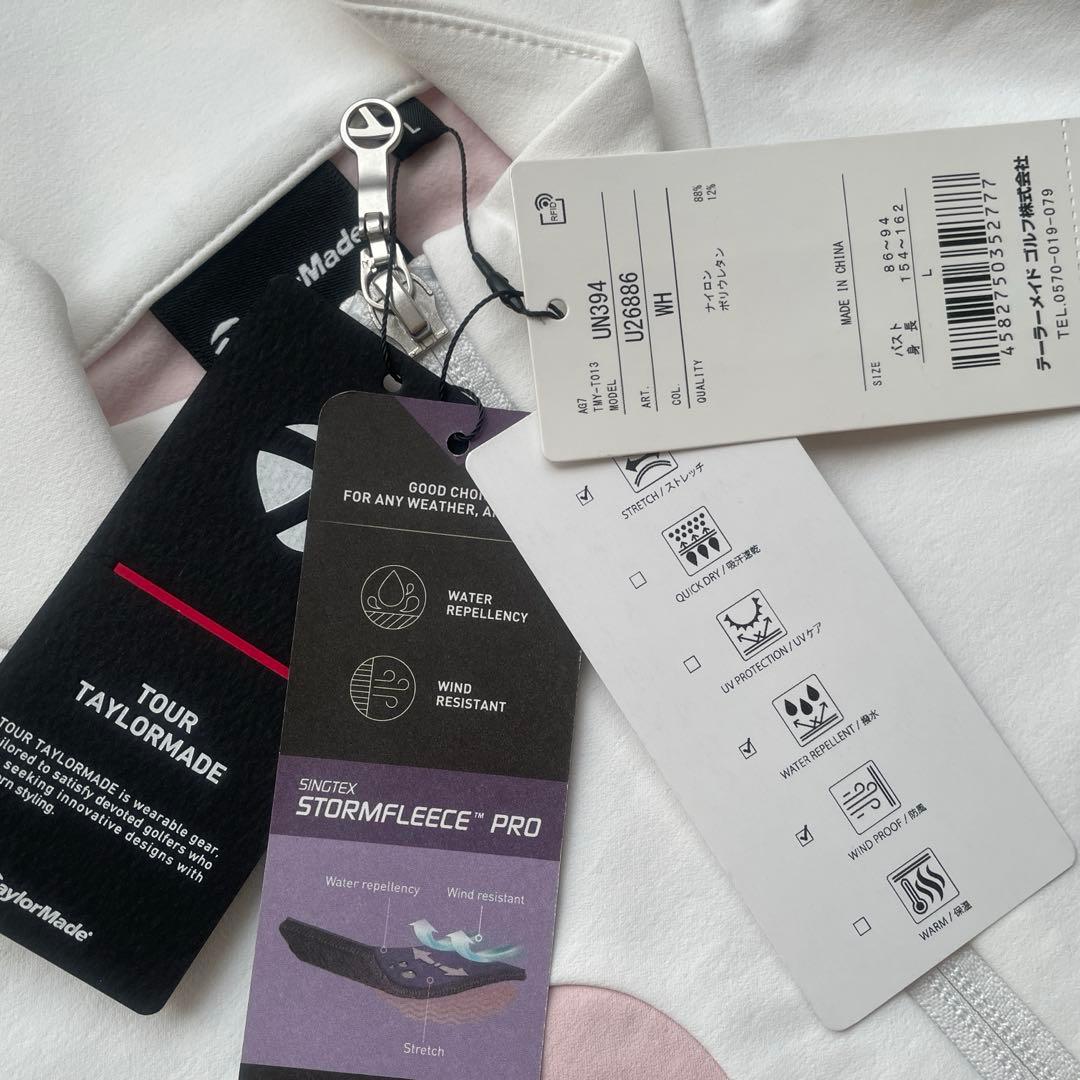 L
TaylorMade
TOUR
TAYLORMADE
TOUR TAYLORMADE is wearable gear,
ilored to satisfy devoted golfers who
seeking innovative designs with
rn styling.
TaylorMade
GOOD CHOI
FOR ANY WEATHER, A
WATER
REPELLENCY
WIND
RESISTANT
SINGTEX
STORMFLEECE™ PRO
Water repellency
Wind resistant
Stretch
RFID
AG7
TMY-T013
MODEL UN394
ART. U26886
COL. WH
QUALITY
ナイロン 88%
ポリウレタン 12%
MADE IN CHINA
SIZE
バスト 86~94
身長 154~162
L
4582750352777
テーラーメイド ゴルフ株式会社
TEL.0570-019-079
STRETCH / ストレッチ
QUICK DRY / 吸汗速乾
UV PROTECTION / UVケア
WATER REPELLENT / 撥水
WIND PROOF / 防風
WARM / 保温